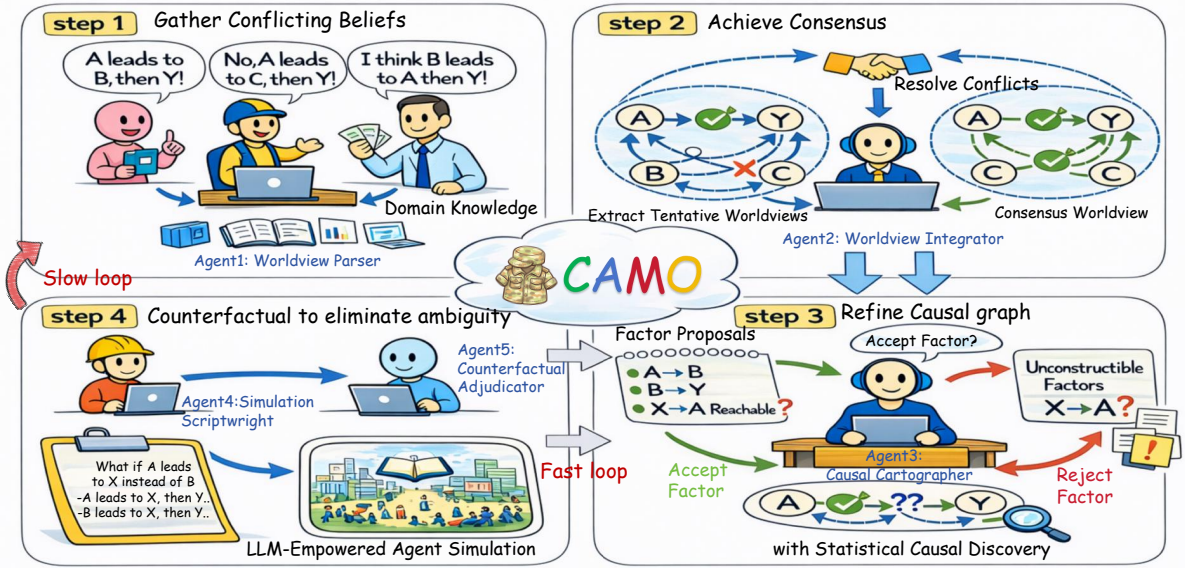 step 1 Gather Conflicting Beliefs
A leads to
B, then Y!
No, A leads
to C, then Y!
I think B leads
to A then Y!
Domain Knowledge
Agent1: Worldview Parser
step 2 Achieve Consensus
Resolve Conflicts
A Y
B C
A Y
C C
Extract Tentative Worldviews
Consensus Worldview
Agent2: Worldview Integrator
Slow loop
CAMO
step 4 Counterfactual to eliminate ambiguity
Agent5:
Counterfactual
Adjudicator
Agent4:Simulation
Scriptwright
What if A leads
to X instead of B
-A leads to X, then Y..
-B leads to X, then Y..
LLM-Empowered Agent Simulation
Fast loop
step 3 Refine Causal graph
Factor Proposals
A→B
B→Y
X→A Reachable?
Accept Factor?
Unconstructible
Factors
X→A?
!
Accept
Factor
Agent3:
Causal Cartographer
Reject
Factor
A ?? Y
with Statistical Causal Discovery